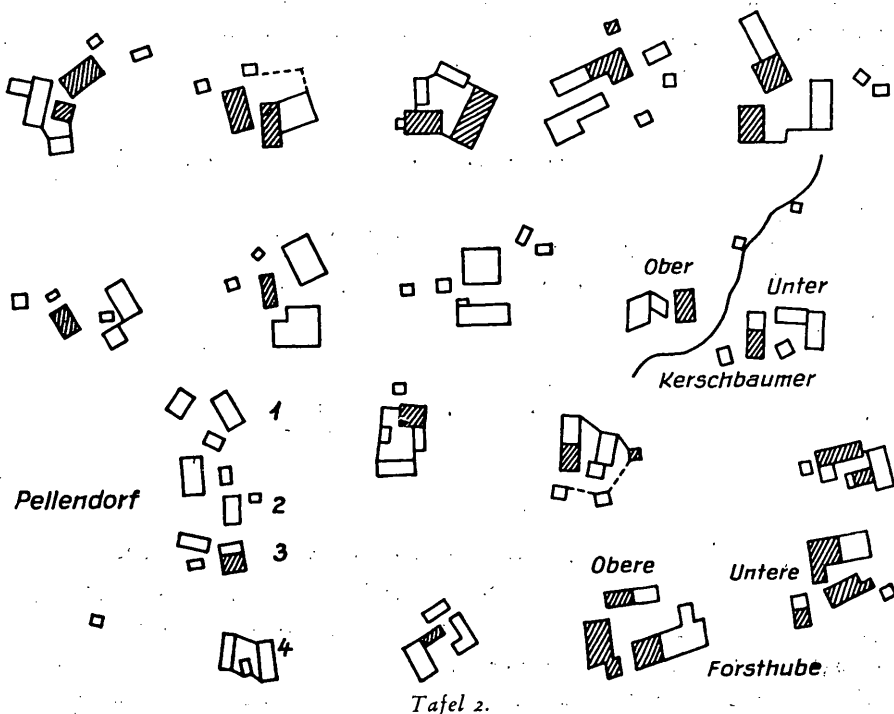 Ober
Unter
Kerschbaumer
1
Pellendorf
2
3
Obere
Untere
4
Forsthube
Tafel 2.